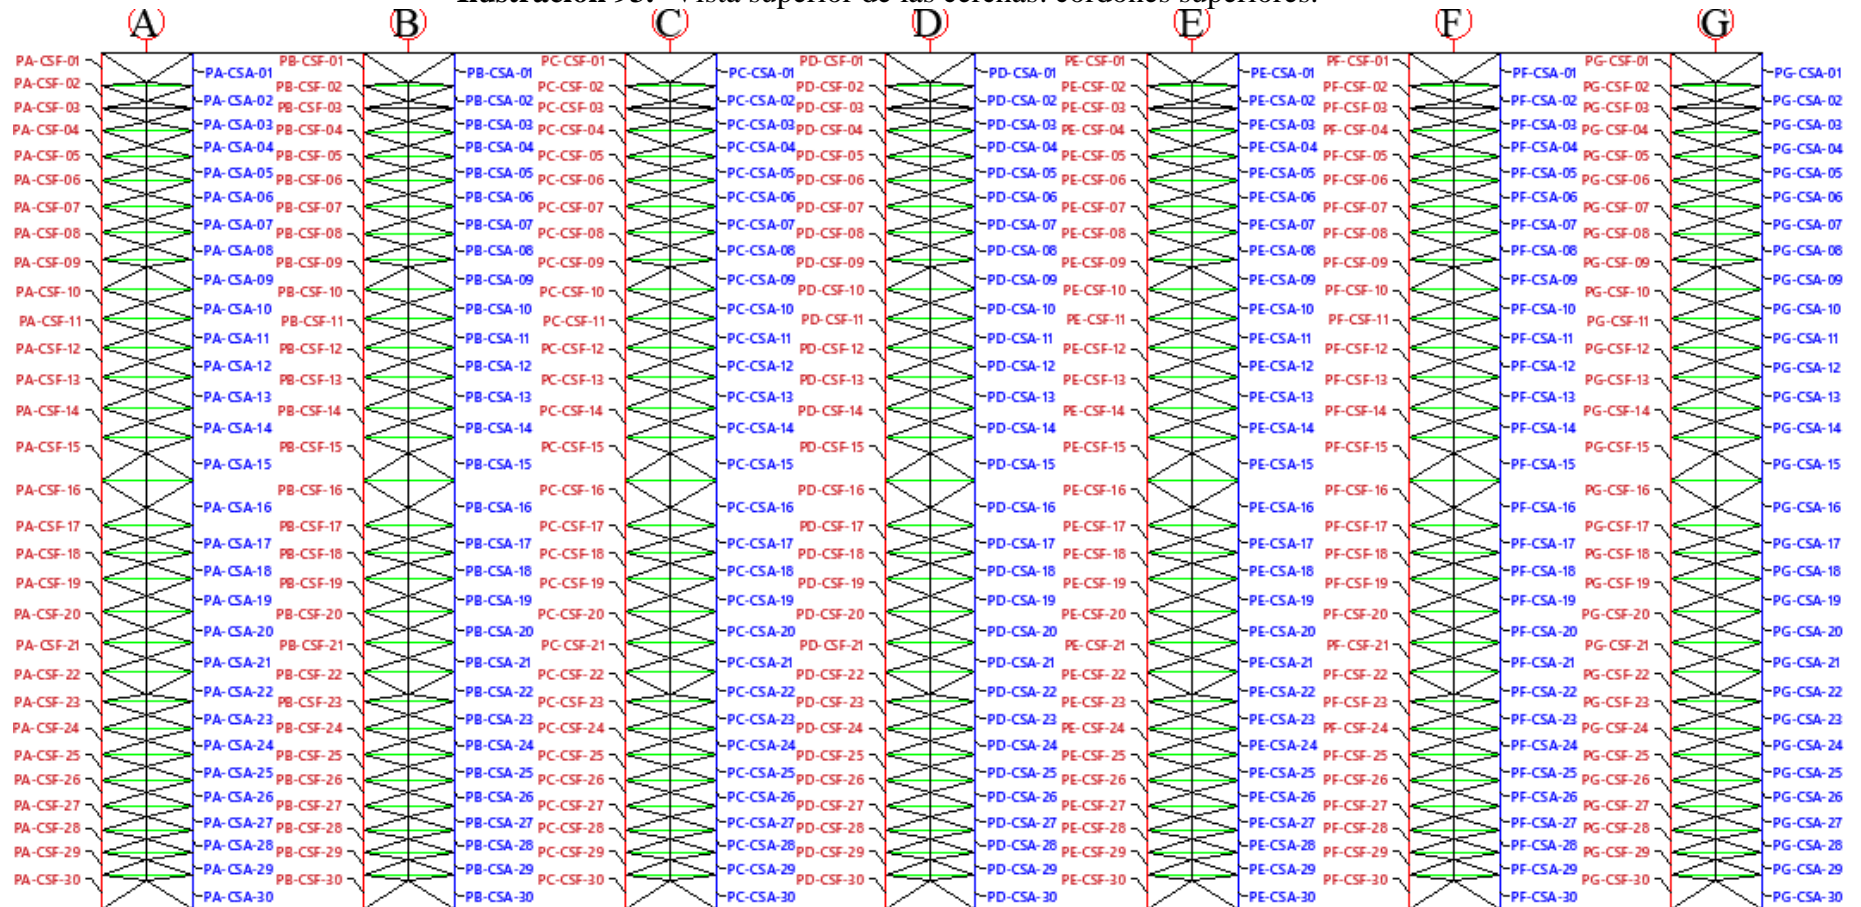 Ilustración 93. Vista superior de las cerchas: cordones superiores.
A B C D E F G
PA-CSF-01 PB-CSF-01 PC-CSF-01 PD-CSF-01 PE-CSF-01 PF-CSF-01 PG-CSF-01
PA-CSA-01 PB-CSA-01 PC-CSA-01 PD-CSA-01 PE-CSA-01 PF-CSA-01 PG-CSA-01
PA-CSF-02 PB-CSF-02 PC-CSF-02 PD-CSF-02 PE-CSF-02 PF-CSF-02 PG-CSF-02
PA-CSA-02 PB-CSA-02 PC-CSA-02 PD-CSA-02 PE-CSA-02 PF-CSA-02 PG-CSA-02
PA-CSF-03 PB-CSF-03 PC-CSF-03 PD-CSF-03 PE-CSF-03 PF-CSF-03 PG-CSF-03
PA-CSA-03 PB-CSA-03 PC-CSA-03 PD-CSA-03 PE-CSA-03 PF-CSA-03 PG-CSA-03
PA-CSF-04 PB-CSF-04 PC-CSF-04 PD-CSF-04 PE-CSF-04 PF-CSF-04 PG-CSF-04
PA-CSA-04 PB-CSA-04 PC-CSA-04 PD-CSA-04 PE-CSA-04 PF-CSA-04 PG-CSA-04
PA-CSF-05 PB-CSF-05 PC-CSF-05 PD-CSF-05 PE-CSF-05 PF-CSF-05 PG-CSF-05
PA-CSA-05 PB-CSA-05 PC-CSA-05 PD-CSA-05 PE-CSA-05 PF-CSA-05 PG-CSA-05
PA-CSF-06 PB-CSF-06 PC-CSF-06 PD-CSF-06 PE-CSF-06 PF-CSF-06 PG-CSF-06
PA-CSA-06 PB-CSA-06 PC-CSA-06 PD-CSA-06 PE-CSA-06 PF-CSA-06 PG-CSA-06
PA-CSF-07 PB-CSF-07 PC-CSF-07 PD-CSF-07 PE-CSF-07 PF-CSF-07 PG-CSF-07
PA-CSA-07 PB-CSA-07 PC-CSA-07 PD-CSA-07 PE-CSA-07 PF-CSA-07 PG-CSA-07
PA-CSF-08 PB-CSF-08 PC-CSF-08 PD-CSF-08 PE-CSF-08 PF-CSF-08 PG-CSF-08
PA-CSA-08 PB-CSA-08 PC-CSA-08 PD-CSA-08 PE-CSA-08 PF-CSA-08 PG-CSA-08
PA-CSF-09 PB-CSF-09 PC-CSF-09 PD-CSF-09 PE-CSF-09 PF-CSF-09 PG-CSF-09
PA-CSA-09 PB-CSA-09 PC-CSA-09 PD-CSA-09 PE-CSA-09 PF-CSA-09 PG-CSA-09
PA-CSF-10 PB-CSF-10 PC-CSF-10 PD-CSF-10 PE-CSF-10 PF-CSF-10 PG-CSF-10
PA-CSA-10 PB-CSA-10 PC-CSA-10 PD-CSA-10 PE-CSA-10 PF-CSA-10 PG-CSA-10
PA-CSF-11 PB-CSF-11 PC-CSF-11 PD-CSF-11 PE-CSF-11 PF-CSF-11 PG-CSF-11
PA-CSA-11 PB-CSA-11 PC-CSA-11 PD-CSA-11 PE-CSA-11 PF-CSA-11 PG-CSA-11
PA-CSF-12 PB-CSF-12 PC-CSF-12 PD-CSF-12 PE-CSF-12 PF-CSF-12 PG-CSF-12
PA-CSA-12 PB-CSA-12 PC-CSA-12 PD-CSA-12 PE-CSA-12 PF-CSA-12 PG-CSA-12
PA-CSF-13 PB-CSF-13 PC-CSF-13 PD-CSF-13 PE-CSF-13 PF-CSF-13 PG-CSF-13
PA-CSA-13 PB-CSA-13 PC-CSA-13 PD-CSA-13 PE-CSA-13 PF-CSA-13 PG-CSA-13
PA-CSF-14 PB-CSF-14 PC-CSF-14 PD-CSF-14 PE-CSF-14 PF-CSF-14 PG-CSF-14
PA-CSA-14 PB-CSA-14 PC-CSA-14 PD-CSA-14 PE-CSA-14 PF-CSA-14 PG-CSA-14
PA-CSF-15 PB-CSF-15 PC-CSF-15 PD-CSF-15 PE-CSF-15 PF-CSF-15 PG-CSF-15
PA-CSA-15 PB-CSA-15 PC-CSA-15 PD-CSA-15 PE-CSA-15 PF-CSA-15 PG-CSA-15
PA-CSF-16 PB-CSF-16 PC-CSF-16 PD-CSF-16 PE-CSF-16 PF-CSF-16 PG-CSF-16
PA-CSA-16 PB-CSA-16 PC-CSA-16 PD-CSA-16 PE-CSA-16 PF-CSA-16 PG-CSA-16
PA-CSF-17 PB-CSF-17 PC-CSF-17 PD-CSF-17 PE-CSF-17 PF-CSF-17 PG-CSF-17
PA-CSA-17 PB-CSA-17 PC-CSA-17 PD-CSA-17 PE-CSA-17 PF-CSA-17 PG-CSA-17
PA-CSF-18 PB-CSF-18 PC-CSF-18 PD-CSF-18 PE-CSF-18 PF-CSF-18 PG-CSF-18
PA-CSA-18 PB-CSA-18 PC-CSA-18 PD-CSA-18 PE-CSA-18 PF-CSA-18 PG-CSA-18
PA-CSF-19 PB-CSF-19 PC-CSF-19 PD-CSF-19 PE-CSF-19 PF-CSF-19 PG-CSF-19
PA-CSA-19 PB-CSA-19 PC-CSA-19 PD-CSA-19 PE-CSA-19 PF-CSA-19 PG-CSA-19
PA-CSF-20 PB-CSF-20 PC-CSF-20 PD-CSF-20 PE-CSF-20 PF-CSF-20 PG-CSF-20
PA-CSA-20 PB-CSA-20 PC-CSA-20 PD-CSA-20 PE-CSA-20 PF-CSA-20 PG-CSA-20
PA-CSF-21 PB-CSF-21 PC-CSF-21 PD-CSF-21 PE-CSF-21 PF-CSF-21 PG-CSF-21
PA-CSA-21 PB-CSA-21 PC-CSA-21 PD-CSA-21 PE-CSA-21 PF-CSA-21 PG-CSA-21
PA-CSF-22 PB-CSF-22 PC-CSF-22 PD-CSF-22 PE-CSF-22 PF-CSF-22 PG-CSF-22
PA-CSA-22 PB-CSA-22 PC-CSA-22 PD-CSA-22 PE-CSA-22 PF-CSA-22 PG-CSA-22
PA-CSF-23 PB-CSF-23 PC-CSF-23 PD-CSF-23 PE-CSF-23 PF-CSF-23 PG-CSF-23
PA-CSA-23 PB-CSA-23 PC-CSA-23 PD-CSA-23 PE-CSA-23 PF-CSA-23 PG-CSA-23
PA-CSF-24 PB-CSF-24 PC-CSF-24 PD-CSF-24 PE-CSF-24 PF-CSF-24 PG-CSF-24
PA-CSA-24 PB-CSA-24 PC-CSA-24 PD-CSA-24 PE-CSA-24 PF-CSA-24 PG-CSA-24
PA-CSF-25 PB-CSF-25 PC-CSF-25 PD-CSF-25 PE-CSF-25 PF-CSF-25 PG-CSF-25
PA-CSA-25 PB-CSA-25 PC-CSA-25 PD-CSA-25 PE-CSA-25 PF-CSA-25 PG-CSA-25
PA-CSF-26 PB-CSF-26 PC-CSF-26 PD-CSF-26 PE-CSF-26 PF-CSF-26 PG-CSF-26
PA-CSA-26 PB-CSA-26 PC-CSA-26 PD-CSA-26 PE-CSA-26 PF-CSA-26 PG-CSA-26
PA-CSF-27 PB-CSF-27 PC-CSF-27 PD-CSF-27 PE-CSF-27 PF-CSF-27 PG-CSF-27
PA-CSA-27 PB-CSA-27 PC-CSA-27 PD-CSA-27 PE-CSA-27 PF-CSA-27 PG-CSA-27
PA-CSF-28 PB-CSF-28 PC-CSF-28 PD-CSF-28 PE-CSF-28 PF-CSF-28 PG-CSF-28
PA-CSA-28 PB-CSA-28 PC-CSA-28 PD-CSA-28 PE-CSA-28 PF-CSA-28 PG-CSA-28
PA-CSF-29 PB-CSF-29 PC-CSF-29 PD-CSF-29 PE-CSF-29 PF-CSF-29 PG-CSF-29
PA-CSA-29 PB-CSA-29 PC-CSA-29 PD-CSA-29 PE-CSA-29 PF-CSA-29 PG-CSA-29
PA-CSF-30 PB-CSF-30 PC-CSF-30 PD-CSF-30 PE-CSF-30 PF-CSF-30 PG-CSF-30
PA-CSA-30 PB-CSA-30 PC-CSA-30 PD-CSA-30 PE-CSA-30 PF-CSA-30 PG-CSA-30